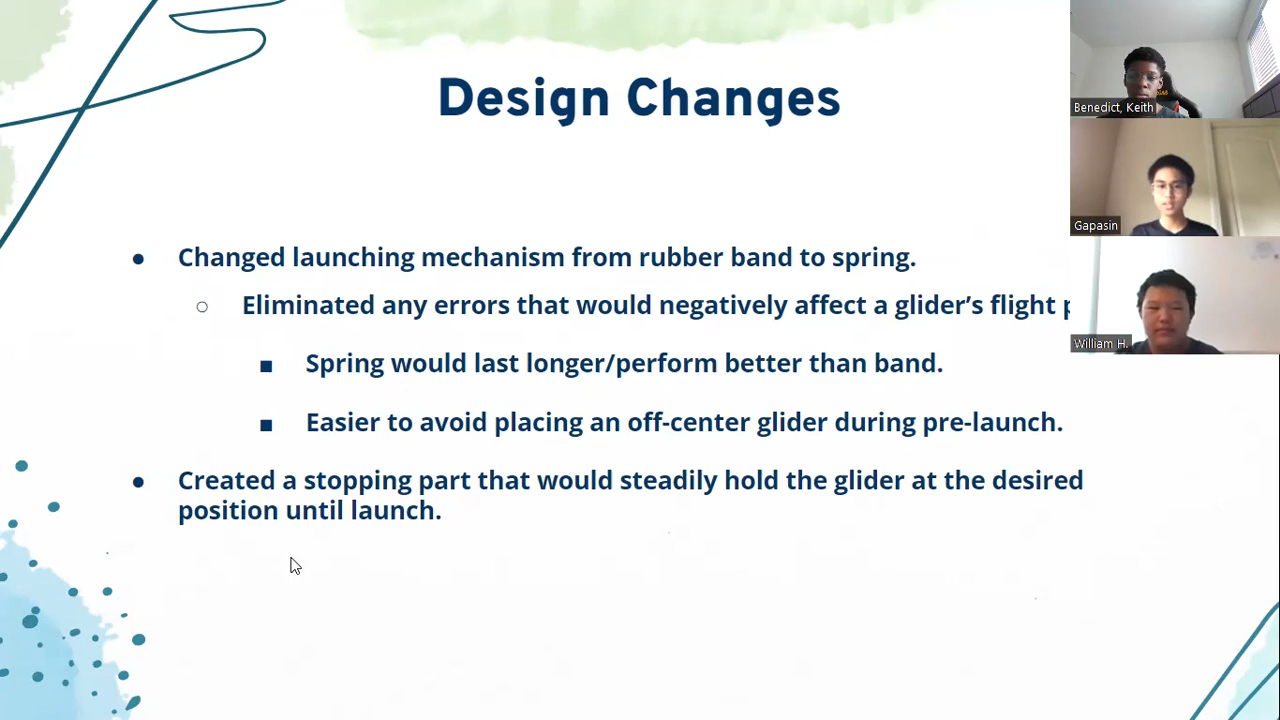 Design Changes
Changed launching mechanism from rubber band to spring.
Eliminated any errors that would negatively affect a glider's flight
Spring would last longer/perform better than band.
Easier to avoid placing an off-center glider during pre-launch.
Created a stopping part that would steadily hold the glider at the desired
position until launch.
Benedict, Keith
Gapasin
William H.